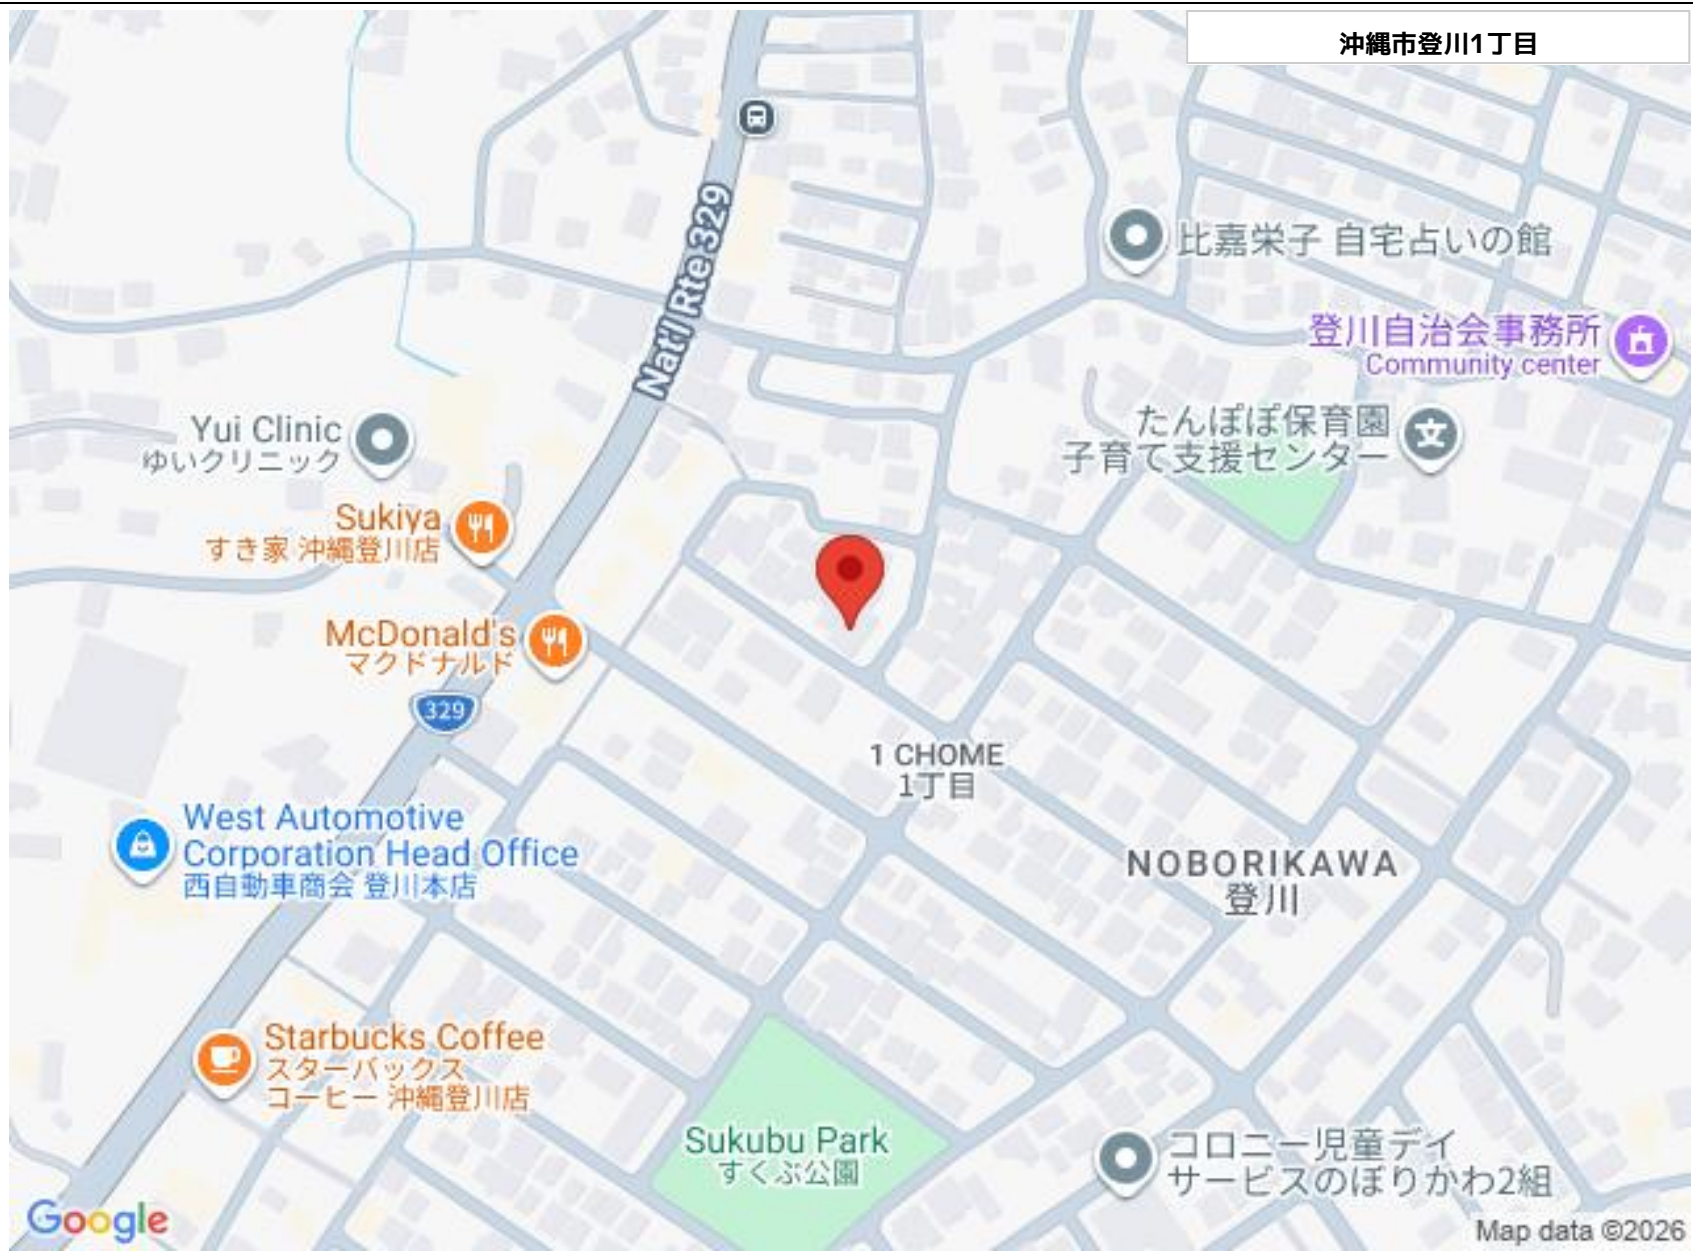 沖縄市登川1丁目
Nat'l Rte 329
比嘉栄子 自宅占いの館
登川自治会事務所
Community center
たんぽぽ保育園
子育て支援センター
Yui Clinic
ゆいクリニック
Sukiya
すき家 沖縄登川店
McDonald's
マクドナルド
329
1 CHOME
1丁目
West Automotive
Corporation Head Office
西自動車商会 登川本店
NOBORIKAWA
登川
Starbucks Coffee
スターバックス
コーヒー 沖縄登川店
Sukubu Park
すくぶ公園
コロニー児童デイ
サービスのぼりかわ2組
Google
Map data ©2026